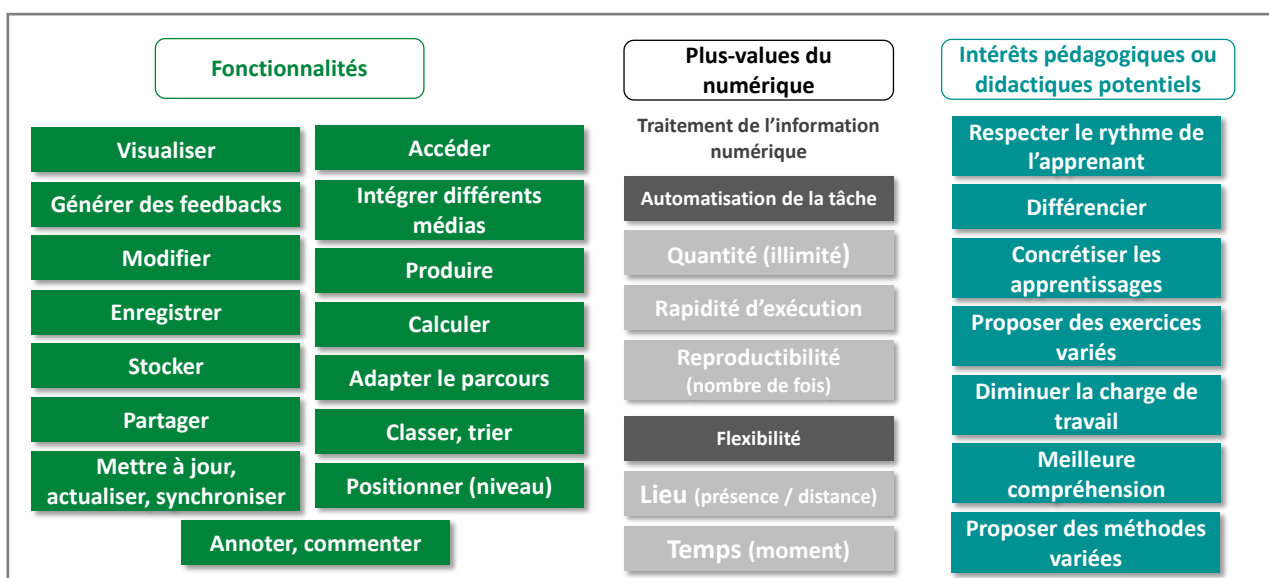 Fonctionnalités
Visualiser
Générer des feedbacks
Modifier
Enregistrer
Stocker
Partager
Mettre à jour,
actualiser, synchroniser
Accéder
Intégrer différents
médias
Produire
Calculer
Adapter le parcours
Classer, trier
Positionner (niveau)
Annoter, commenter
Plus-values du
numérique
Traitement de l’information
numérique
Automatisation de la tâche
Quantité (illimité)
Rapidité d’exécution
Reproductibilité
(nombre de fois)
Flexibilité
Lieu (présence / distance)
Temps (moment)
Intérêts pédagogiques ou
didactiques potentiels
Respecter le rythme de
l’apprenant
Différencier
Concrétiser les
apprentissages
Proposer des exercices
variés
Diminuer la charge de
travail
Meilleure
compréhension
Proposer des méthodes
variées